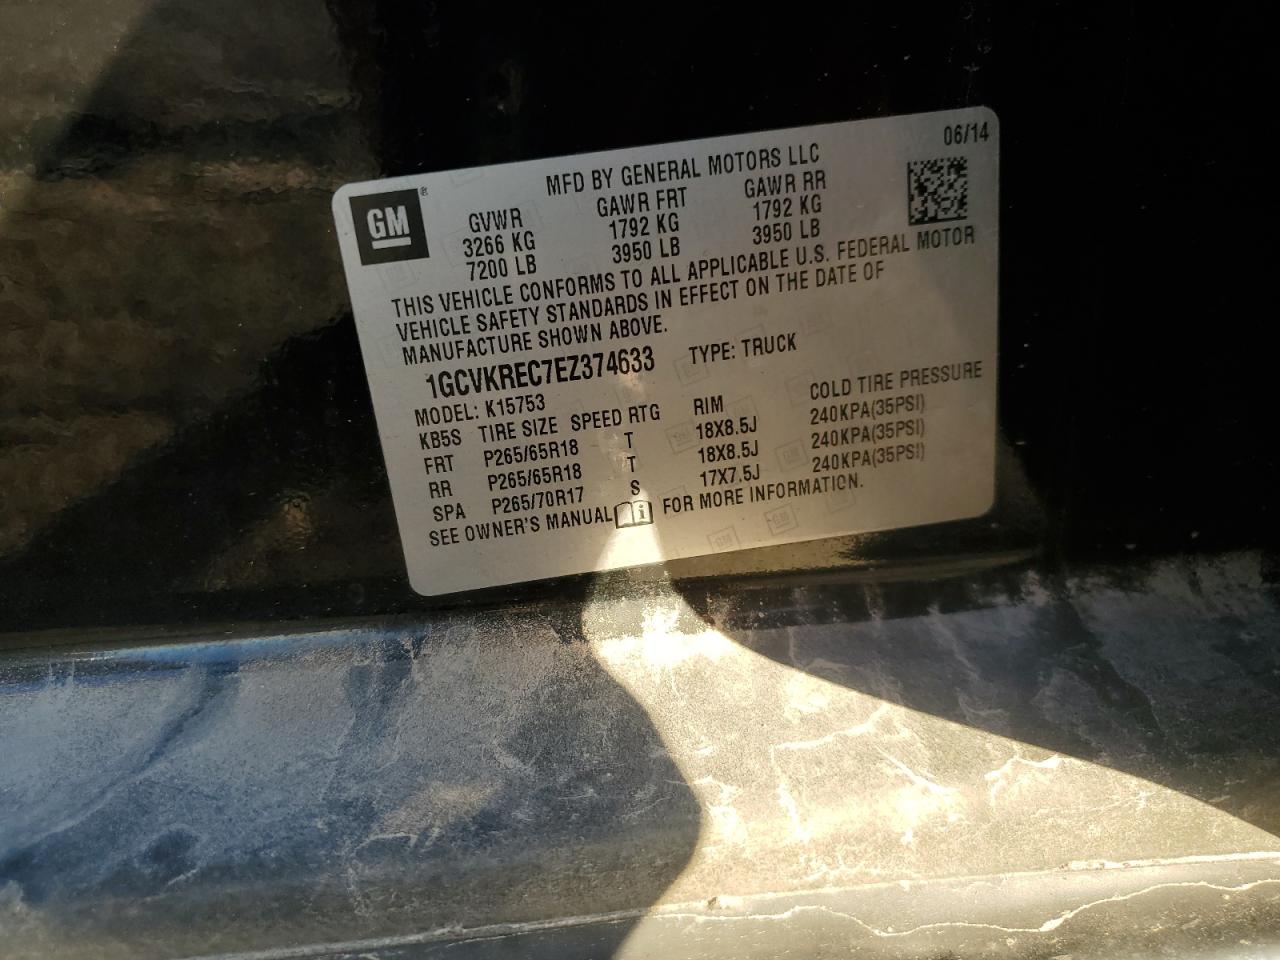 06/14
MFD BY GENERAL MOTORS LLC
GM ®
GVWR GAWR FRT GAWR RR
3266 KG 1792 KG 1792 KG
7200 LB 3950 LB 3950 LB
THIS VEHICLE CONFORMS TO ALL APPLICABLE U.S. FEDERAL MOTOR
VEHICLE SAFETY STANDARDS IN EFFECT ON THE DATE OF
MANUFACTURE SHOWN ABOVE.
1GCVKREC7EZ374633 TYPE: TRUCK
MODEL: K15753
KB5S TIRE SIZE SPEED RTG RIM COLD TIRE PRESSURE
FRT P265/65R18 T 18X8.5J 240KPA(35PSI)
RR P265/65R18 T 18X8.5J 240KPA(35PSI)
SPA P265/70R17 S 17X7.5J 240KPA(35PSI)
SEE OWNER'S MANUAL i FOR MORE INFORMATION.